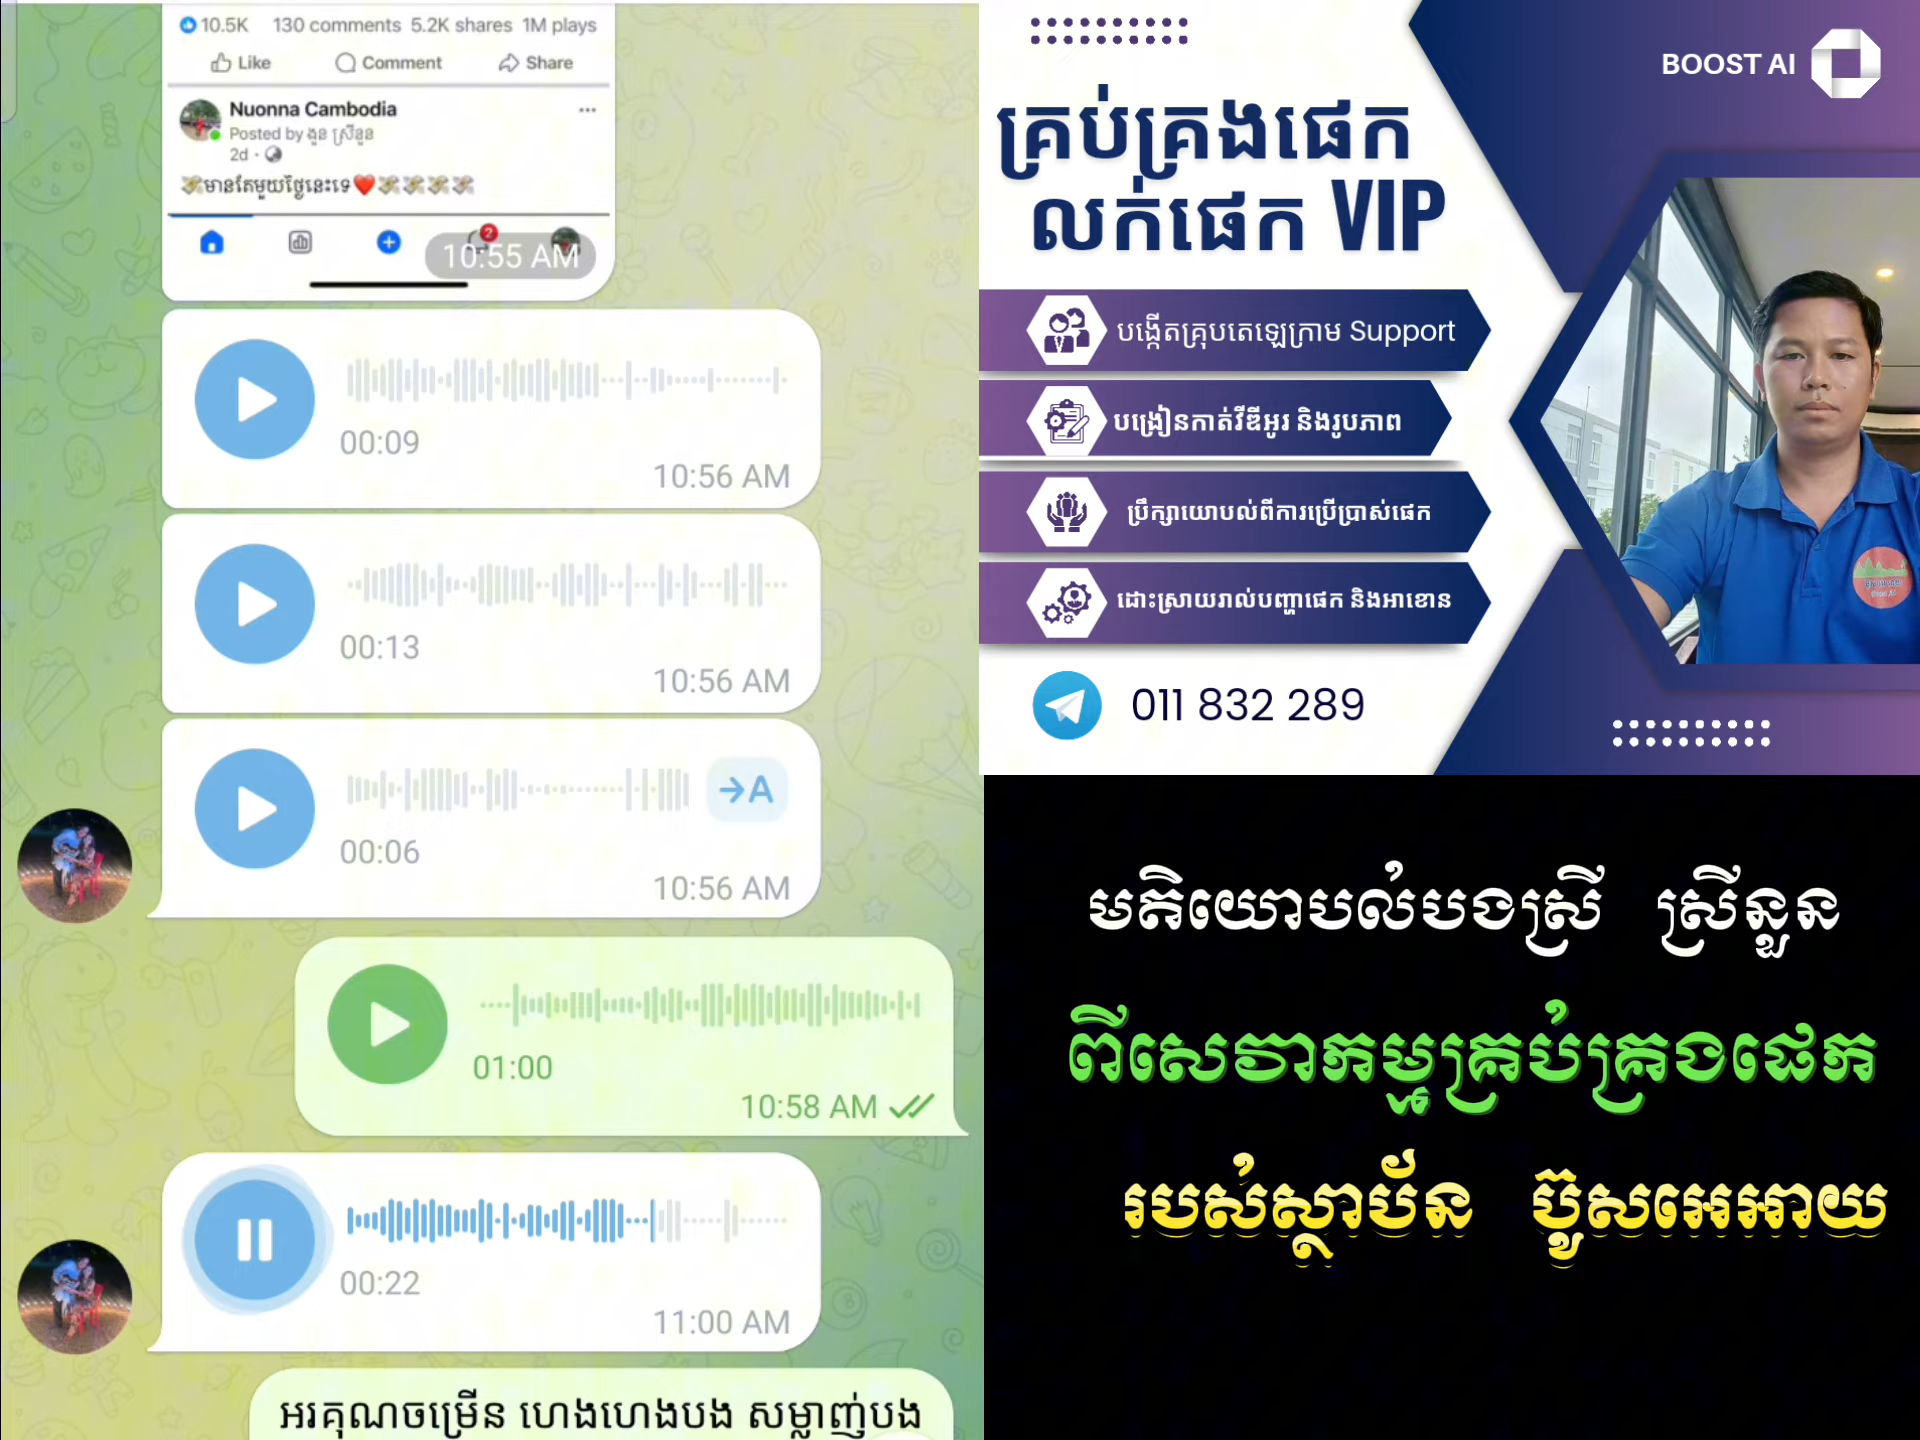 10.5K 130 comments 5.2K shares 1M plays
Like Comment Share
Nuonna Cambodia
Posted by ងួន ស្រីនួន
2d
មានតែមួយថ្ងៃនេះទេ
2
10:55 AM
00:09
10:56 AM
00:13
10:56 AM
→A
00:06
10:56 AM
01:00
10:58 AM
00:22
11:00 AM
អរគុណចម្រើន ហេងហេងបង សម្លាញ់បង
BOOST AI
គ្រប់គ្រងផេក
លក់ផេក VIP
បង្កើតគ្រុបតេឡេក្រាម Support
បង្រៀនកាត់វីឌីអូរ និងរូបភាព
ប្រឹក្សាយោបល់ពីការប្រើប្រាស់ផេក
ដោះស្រាយរាល់បញ្ហាផេក និងអាខោន
011 832 289
មតិយោបល់បងស្រី ស្រីនួន
ពីសេវាកម្មគ្រប់គ្រងផេក
របស់ស្ថាប័ន ប៊ូសអេអាយ